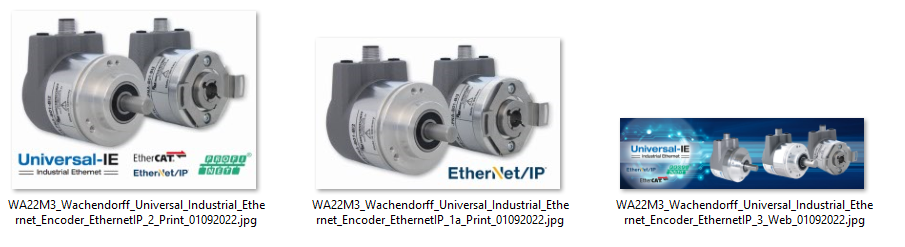 Universal-IE
Industrial Ethernet
EtherCAT
EtherNet/IP
PROFI
NET
WA22M3_Wachendorff_Universal_Industrial_Ethe
rnet_Encoder_EthernetIP_2_Print_01092022.jpg
EtherNet/IP
WA22M3_Wachendorff_Universal_Industrial_Ethe
rnet_Encoder_EthernetIP_1a_Print_01092022.jpg
Universal-IE
Industrial Ethernet
EtherNet/IP
EtherCAT
WA22M3_Wachendorff_Universal_Industrial_Ethe
rnet_Encoder_EthernetIP_3_Web_01092022.jpg